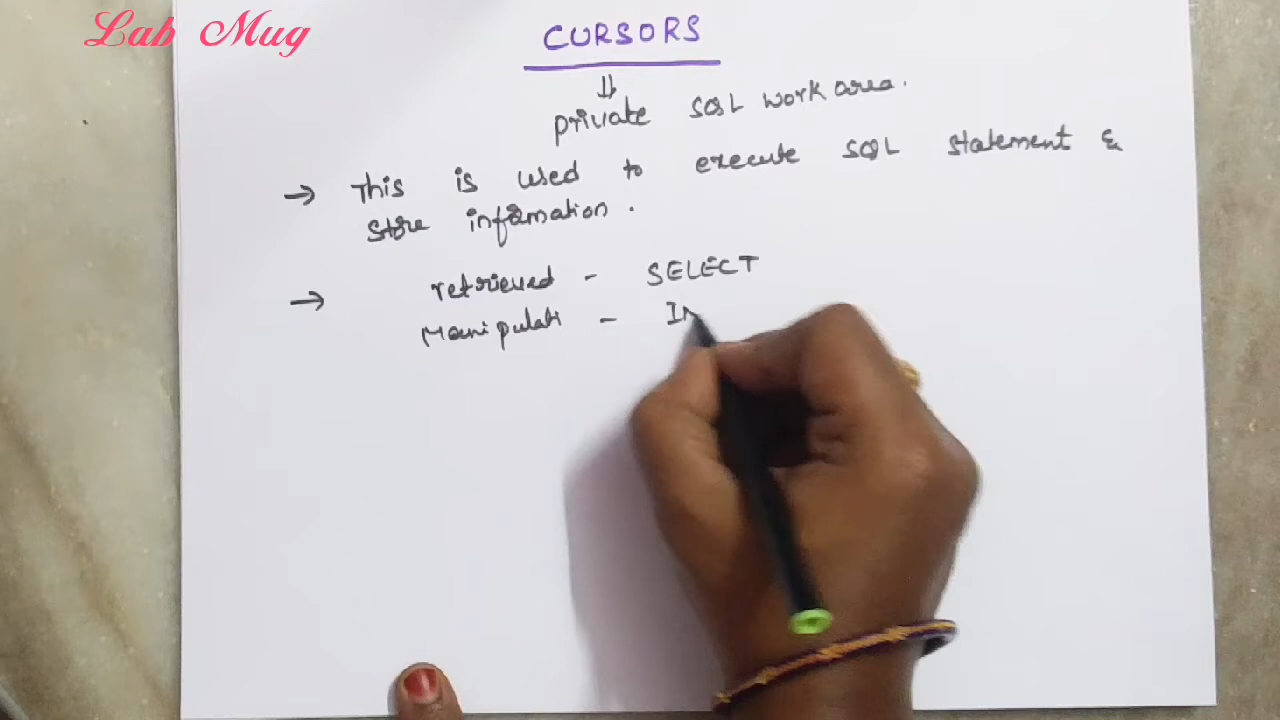 Lab Mug
CURSORS
private SQL work area.
→ This is used to execute SQL statement &
store information.
→ retrieved - SELECT
Manipulati - IN